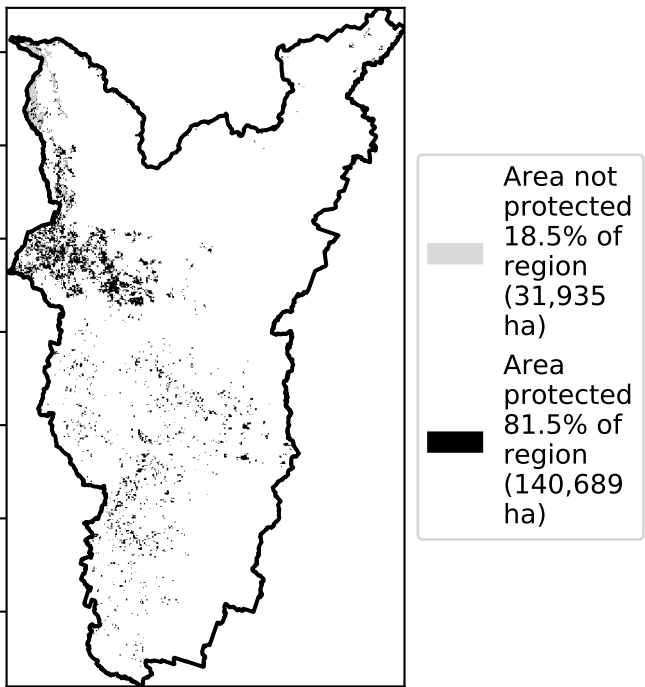 Area not
protected
18.5% of
region
(31,935
ha)
Area
protected
81.5% of
region
(140,689
ha)